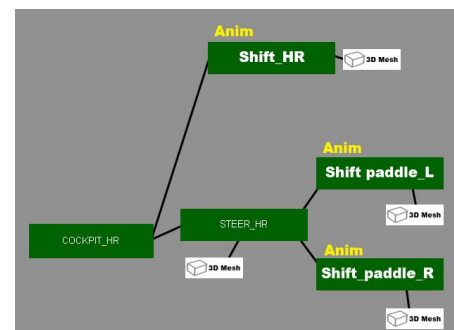 Anim
Shift_HR
3D Mesh
Anim
Shift paddle_L
3D Mesh
STEER_HR
COCKPIT_HR
3D Mesh
Anim
Shift_paddle_R
3D Mesh